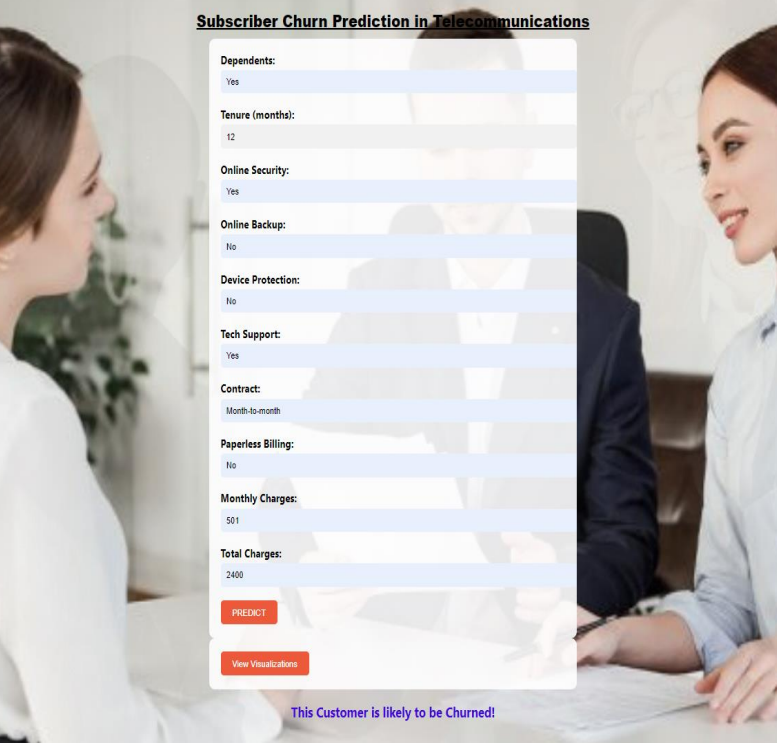 Subscriber Churn Prediction in Telecommunications
Dependents:
Yes
Tenure (months):
12
Online Security:
Yes
Online Backup:
No
Device Protection:
No
Tech Support:
Yes
Contract:
Month-to-month
Paperless Billing:
No
Monthly Charges:
501
Total Charges:
2400
PREDICT
View Visualizations
This Customer is likely to be Churned!